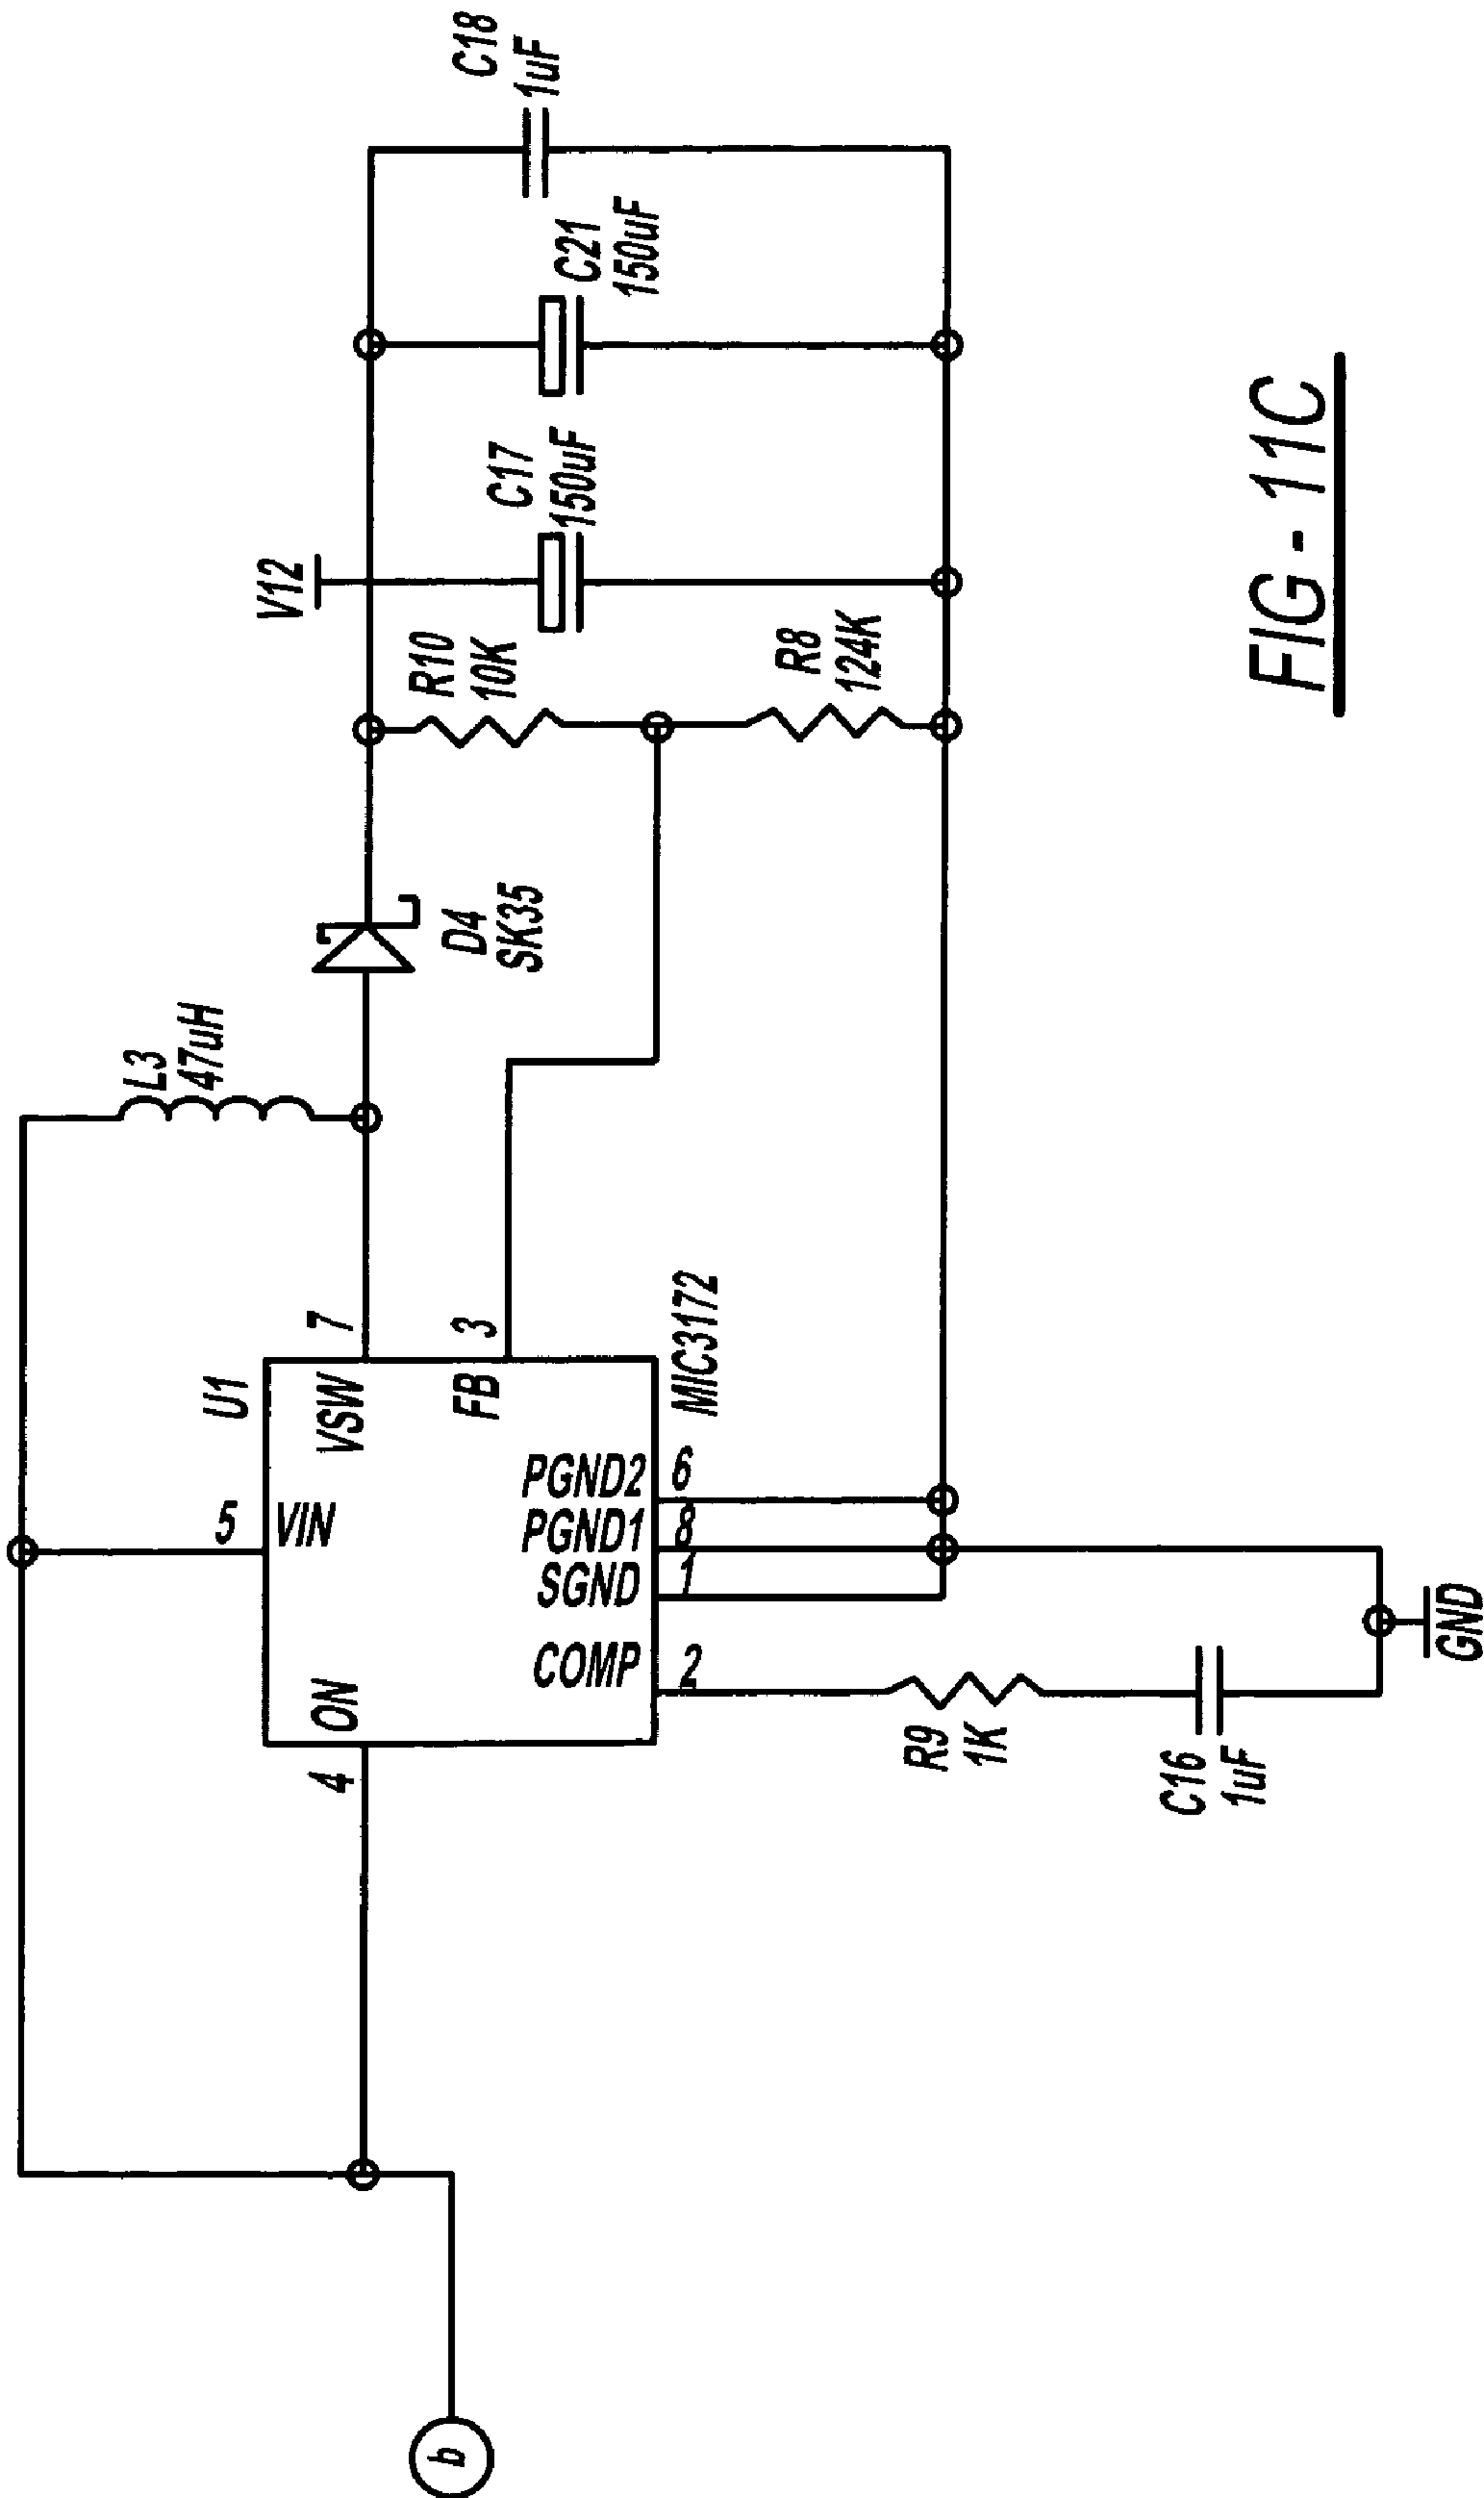 L3
47uH
U1
5
VIN
VSW
7
FB
3
ON
4
PGND2
6
PGND1
8
SGND
1
COMP
2
MIC3172
D4
SK35
V12
R10
10K
R8
124K
C17
150uF
C21
150uF
C18
1uF
R9
1K
C16
1uF
GND
b
FIG-11C